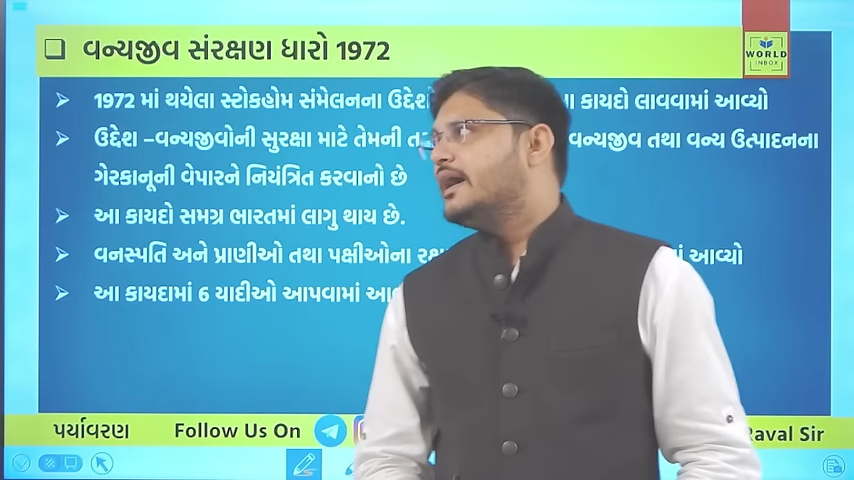 વન્યજીવ સંરક્ષણ ધારો 1972
WORLD
INBOX
1972 માં થયેલા સ્ટોકહોમ સંમેલનના કાયદો લાવવામાં આવ્યો
ઉદ્દેશ –વન્યજીવોની સુરક્ષા માટે તેમની વન્યજીવ તથા વન્ય ઉત્પાદનના
ગેરકાનૂની વેપારને નિયંત્રિત કરવાનો છે
આ કાયદો સમગ્ર ભારતમાં લાગુ થાય છે.
વનસ્પતિ અને પ્રાણીઓ તથા પક્ષીઓના આવ્યો
આ કાયદામાં 6 યાદીઓ આપવામાં
પર્યાવરણ
Follow Us On
Raval Sir